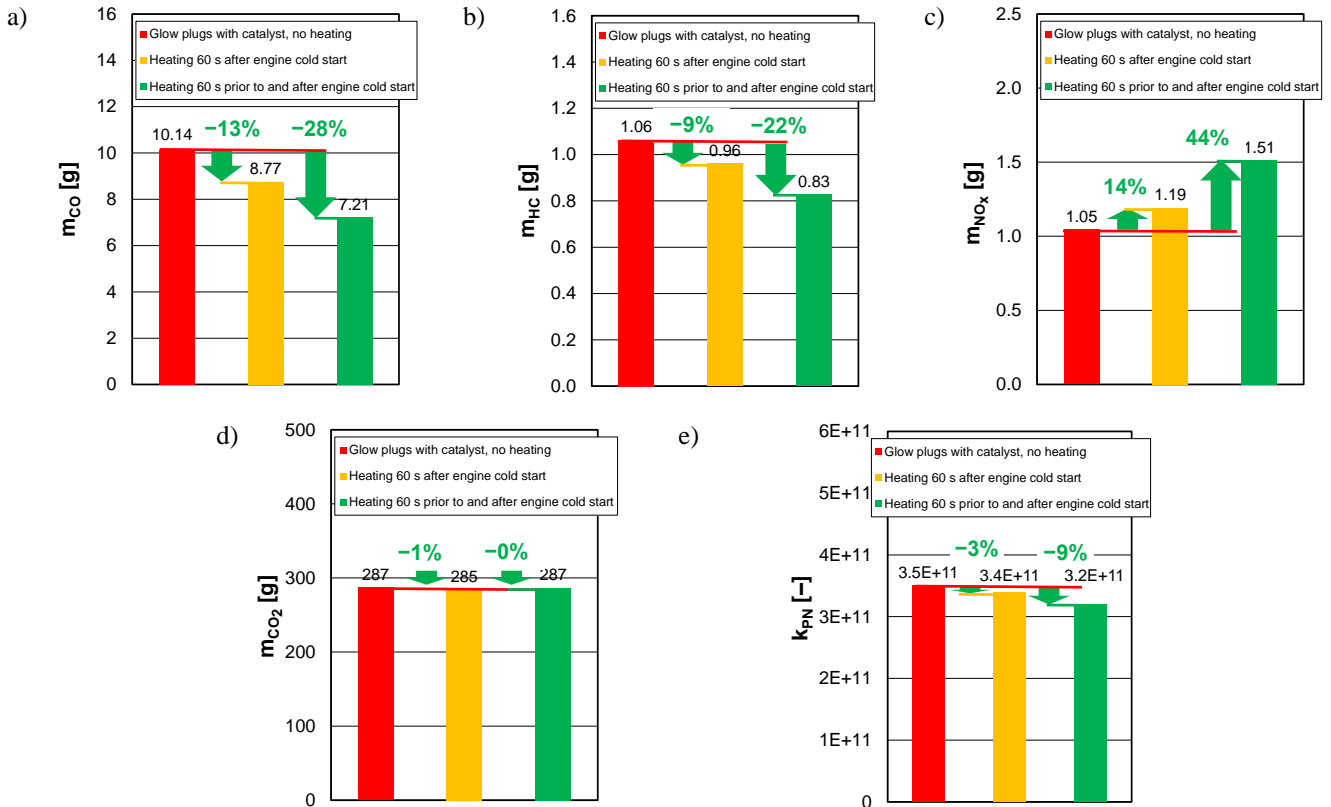 a)
16
14
12
10
8
6
4
2
0
m_CO [g]
Glow plugs with catalyst, no heating
Heating 60 s after engine cold start
Heating 60 s prior to and after engine cold start
−13%
−28%
10.14
8.77
7.21
b)
1.6
1.4
1.2
1.0
0.8
0.6
0.4
0.2
0.0
m_HC [g]
Glow plugs with catalyst, no heating
Heating 60 s after engine cold start
Heating 60 s prior to and after engine cold start
−9%
−22%
1.06
0.96
0.83
c)
2.5
2.0
1.5
1.0
0.5
0.0
m_NOx [g]
Glow plugs with catalyst, no heating
Heating 60 s after engine cold start
Heating 60 s prior to and after engine cold start
44%
14%
1.05
1.19
1.51
d)
500
400
300
200
100
0
m_CO2 [g]
Glow plugs with catalyst, no heating
Heating 60 s after engine cold start
Heating 60 s prior to and after engine cold start
−1%
−0%
287
285
287
e)
6E+11
5E+11
4E+11
3E+11
2E+11
1E+11
0
k_PN [−]
Glow plugs with catalyst, no heating
Heating 60 s after engine cold start
Heating 60 s prior to and after engine cold start
−3%
−9%
3.5E+11
3.4E+11
3.2E+11